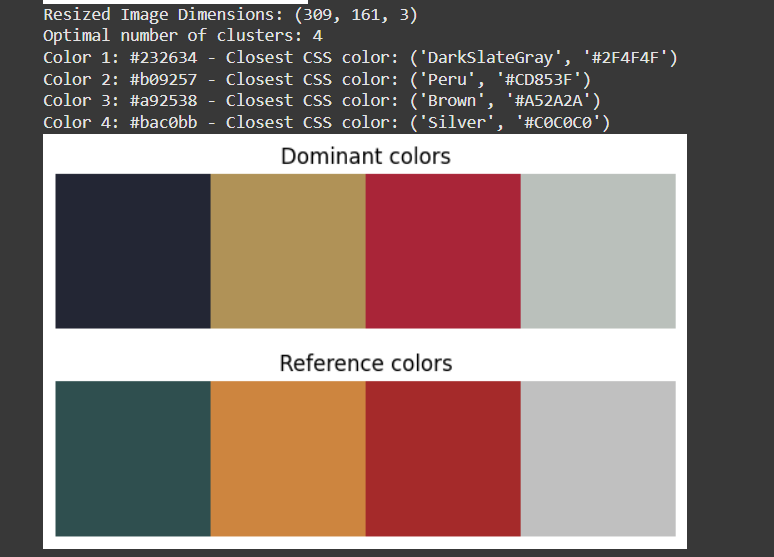 Resized Image Dimensions: (309, 161, 3)
Optimal number of clusters: 4
Color 1: #232634 - Closest CSS color: ('DarkSlateGray', '#2F4F4F')
Color 2: #b09257 - Closest CSS color: ('Peru', '#CD853F')
Color 3: #a92538 - Closest CSS color: ('Brown', '#A52A2A')
Color 4: #bac0bb - Closest CSS color: ('Silver', '#C0C0C0')
Dominant colors
Reference colors